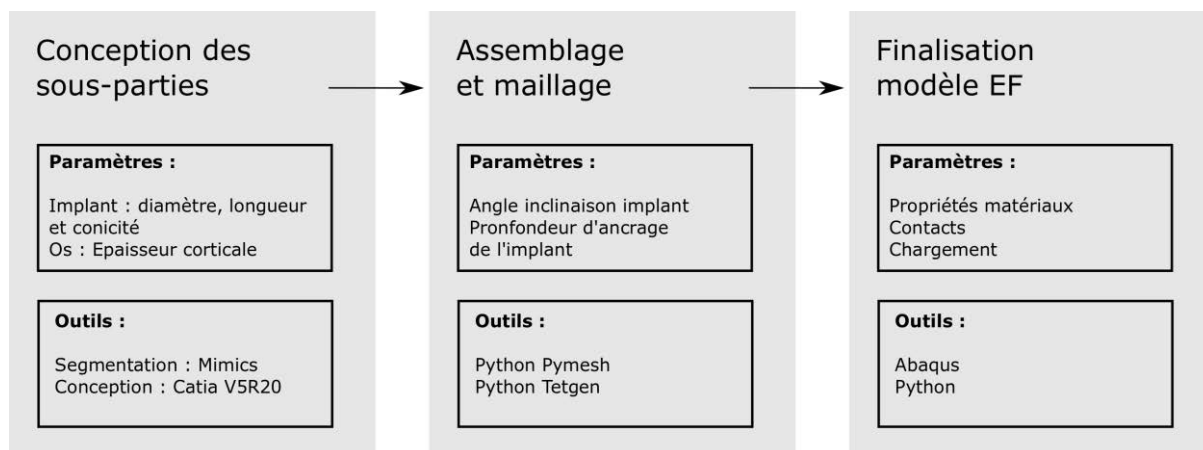 Conception des
sous-parties
Paramètres :
Implant : diamètre, longueur
et conicité
Os : Epaisseur corticale
Outils :
Segmentation : Mimics
Conception : Catia V5R20
Assemblage
et maillage
Paramètres :
Angle inclinaison implant
Pronfondeur d'ancrage
de l'implant
Outils :
Python Pymesh
Python Tetgen
Finalisation
modèle EF
Paramètres :
Propriétés matériaux
Contacts
Chargement
Outils :
Abaqus
Python